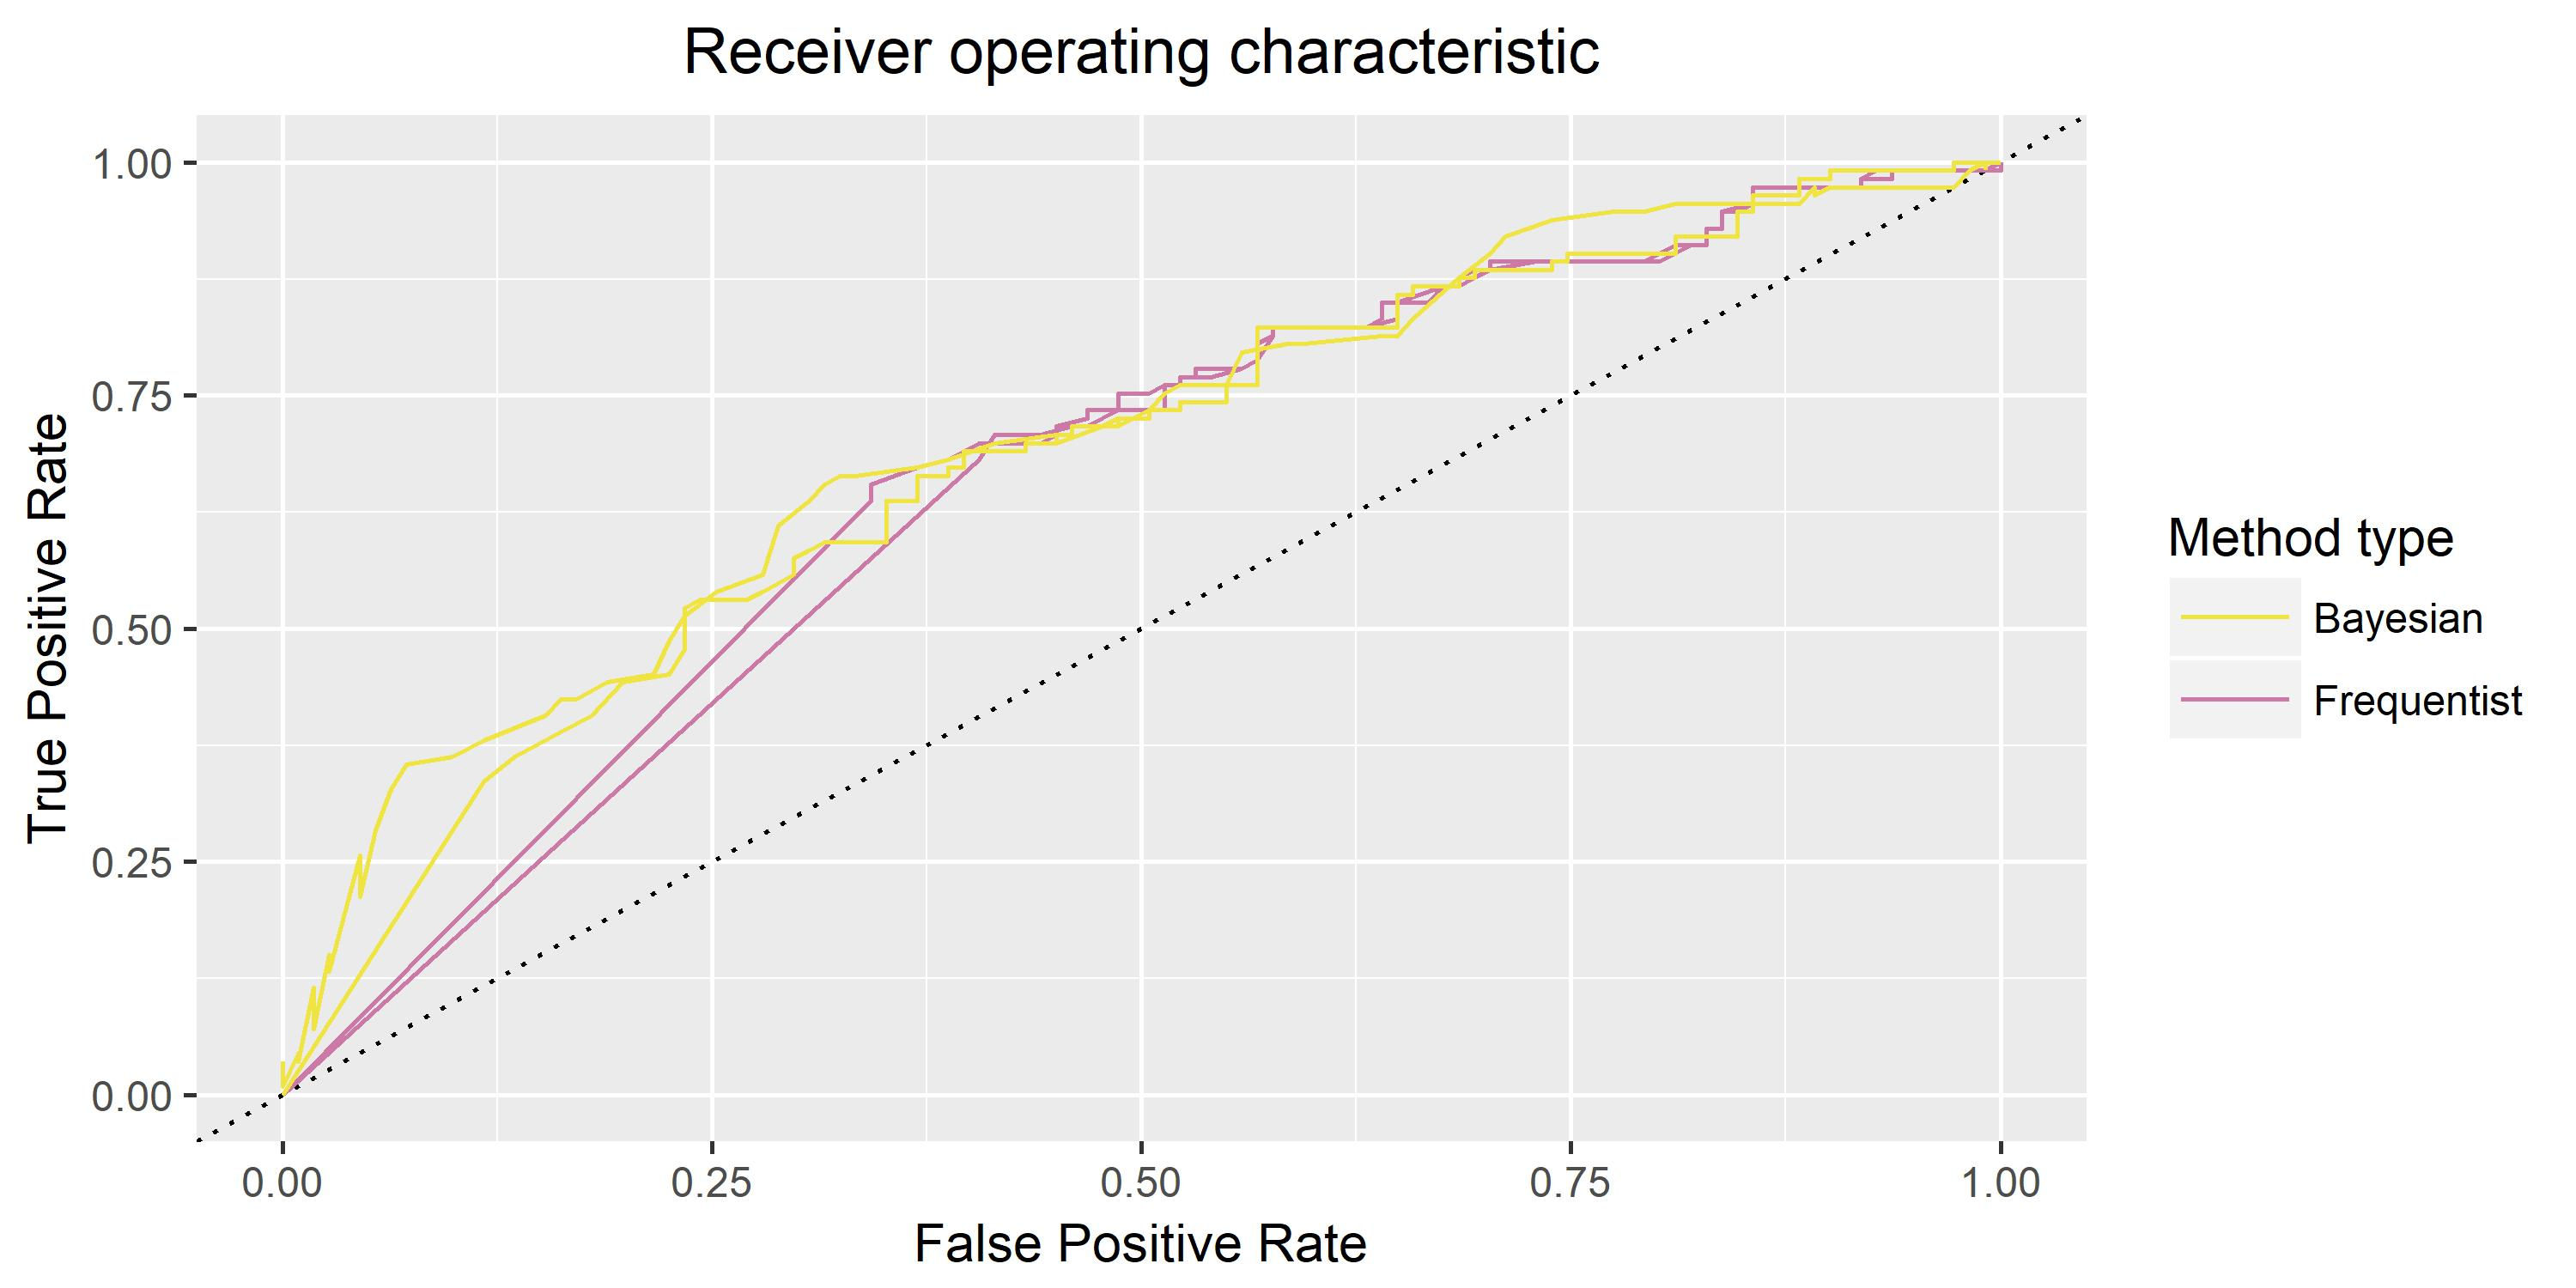 Receiver operating characteristic
True Positive Rate
1.00
0.75
0.50
0.25
0.00
0.00 0.25 0.50 0.75 1.00
False Positive Rate
Method type
Bayesian
Frequentist